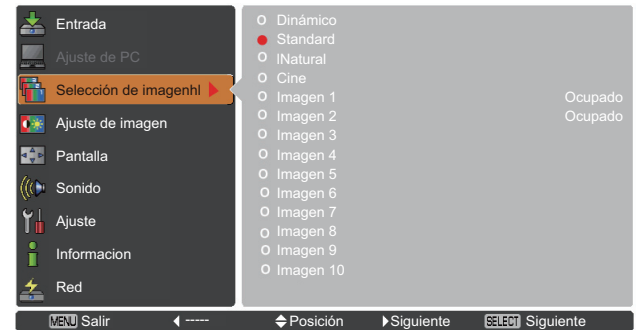 Entrada
Ajuste de PC
Selección de imagenhl
Ajuste de imagen
Pantalla
Sonido
Ajuste
Informacion
Red
Dinámico
Standard
lNatural
Cine
Imagen 1 Ocupado
Imagen 2 Ocupado
Imagen 3
Imagen 4
Imagen 5
Imagen 6
Imagen 7
Imagen 8
Imagen 9
Imagen 10
MENU Salir ----- Posición Siguiente SELECT Siguiente